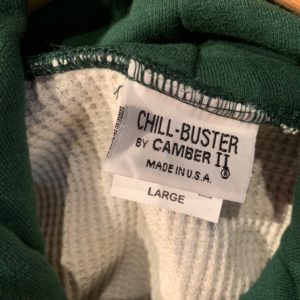 CHILL-BUSTER
BY CAMBER II ®
MADE IN U.S.A.
LARGE